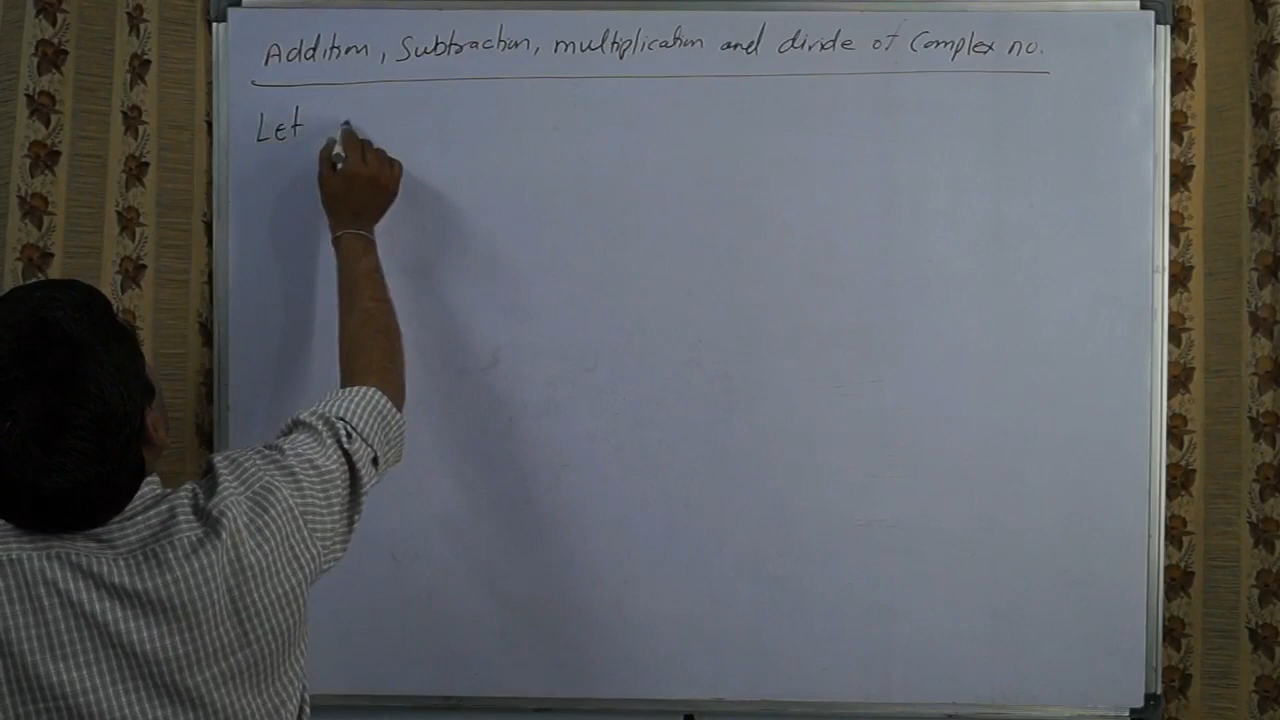 Addition, Subtraction, multiplication and divide of Complex no.
Let